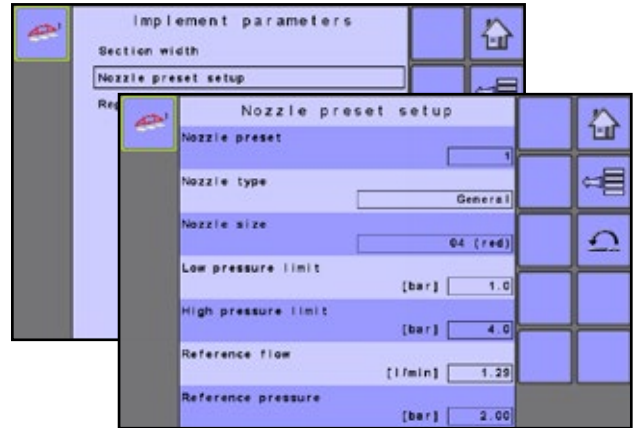 Implement parameters
Section width
Nozzle preset setup
Nozzle preset setup
Nozzle preset
1
Nozzle type
General
Nozzle size
04 (red)
Low pressure limit
[bar] 1.0
High pressure limit
[bar] 4.0
Reference flow
[l/min] 1.29
Reference pressure
[bar] 2.00